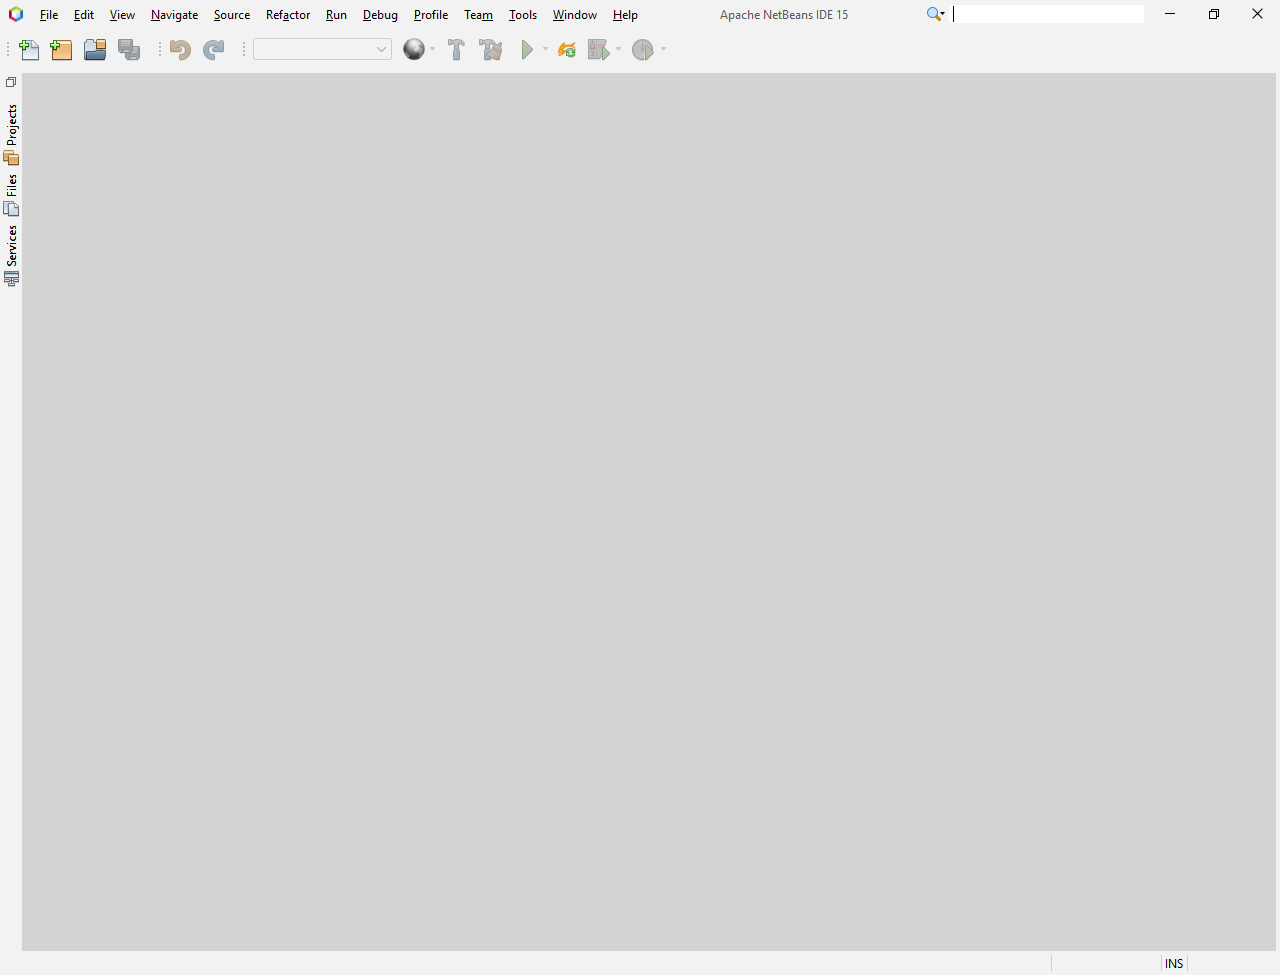 File Edit View Navigate Source Refactor Run Debug Profile Team Tools Window Help Apache NetBeans IDE 15
Projects
Files
Services
INS